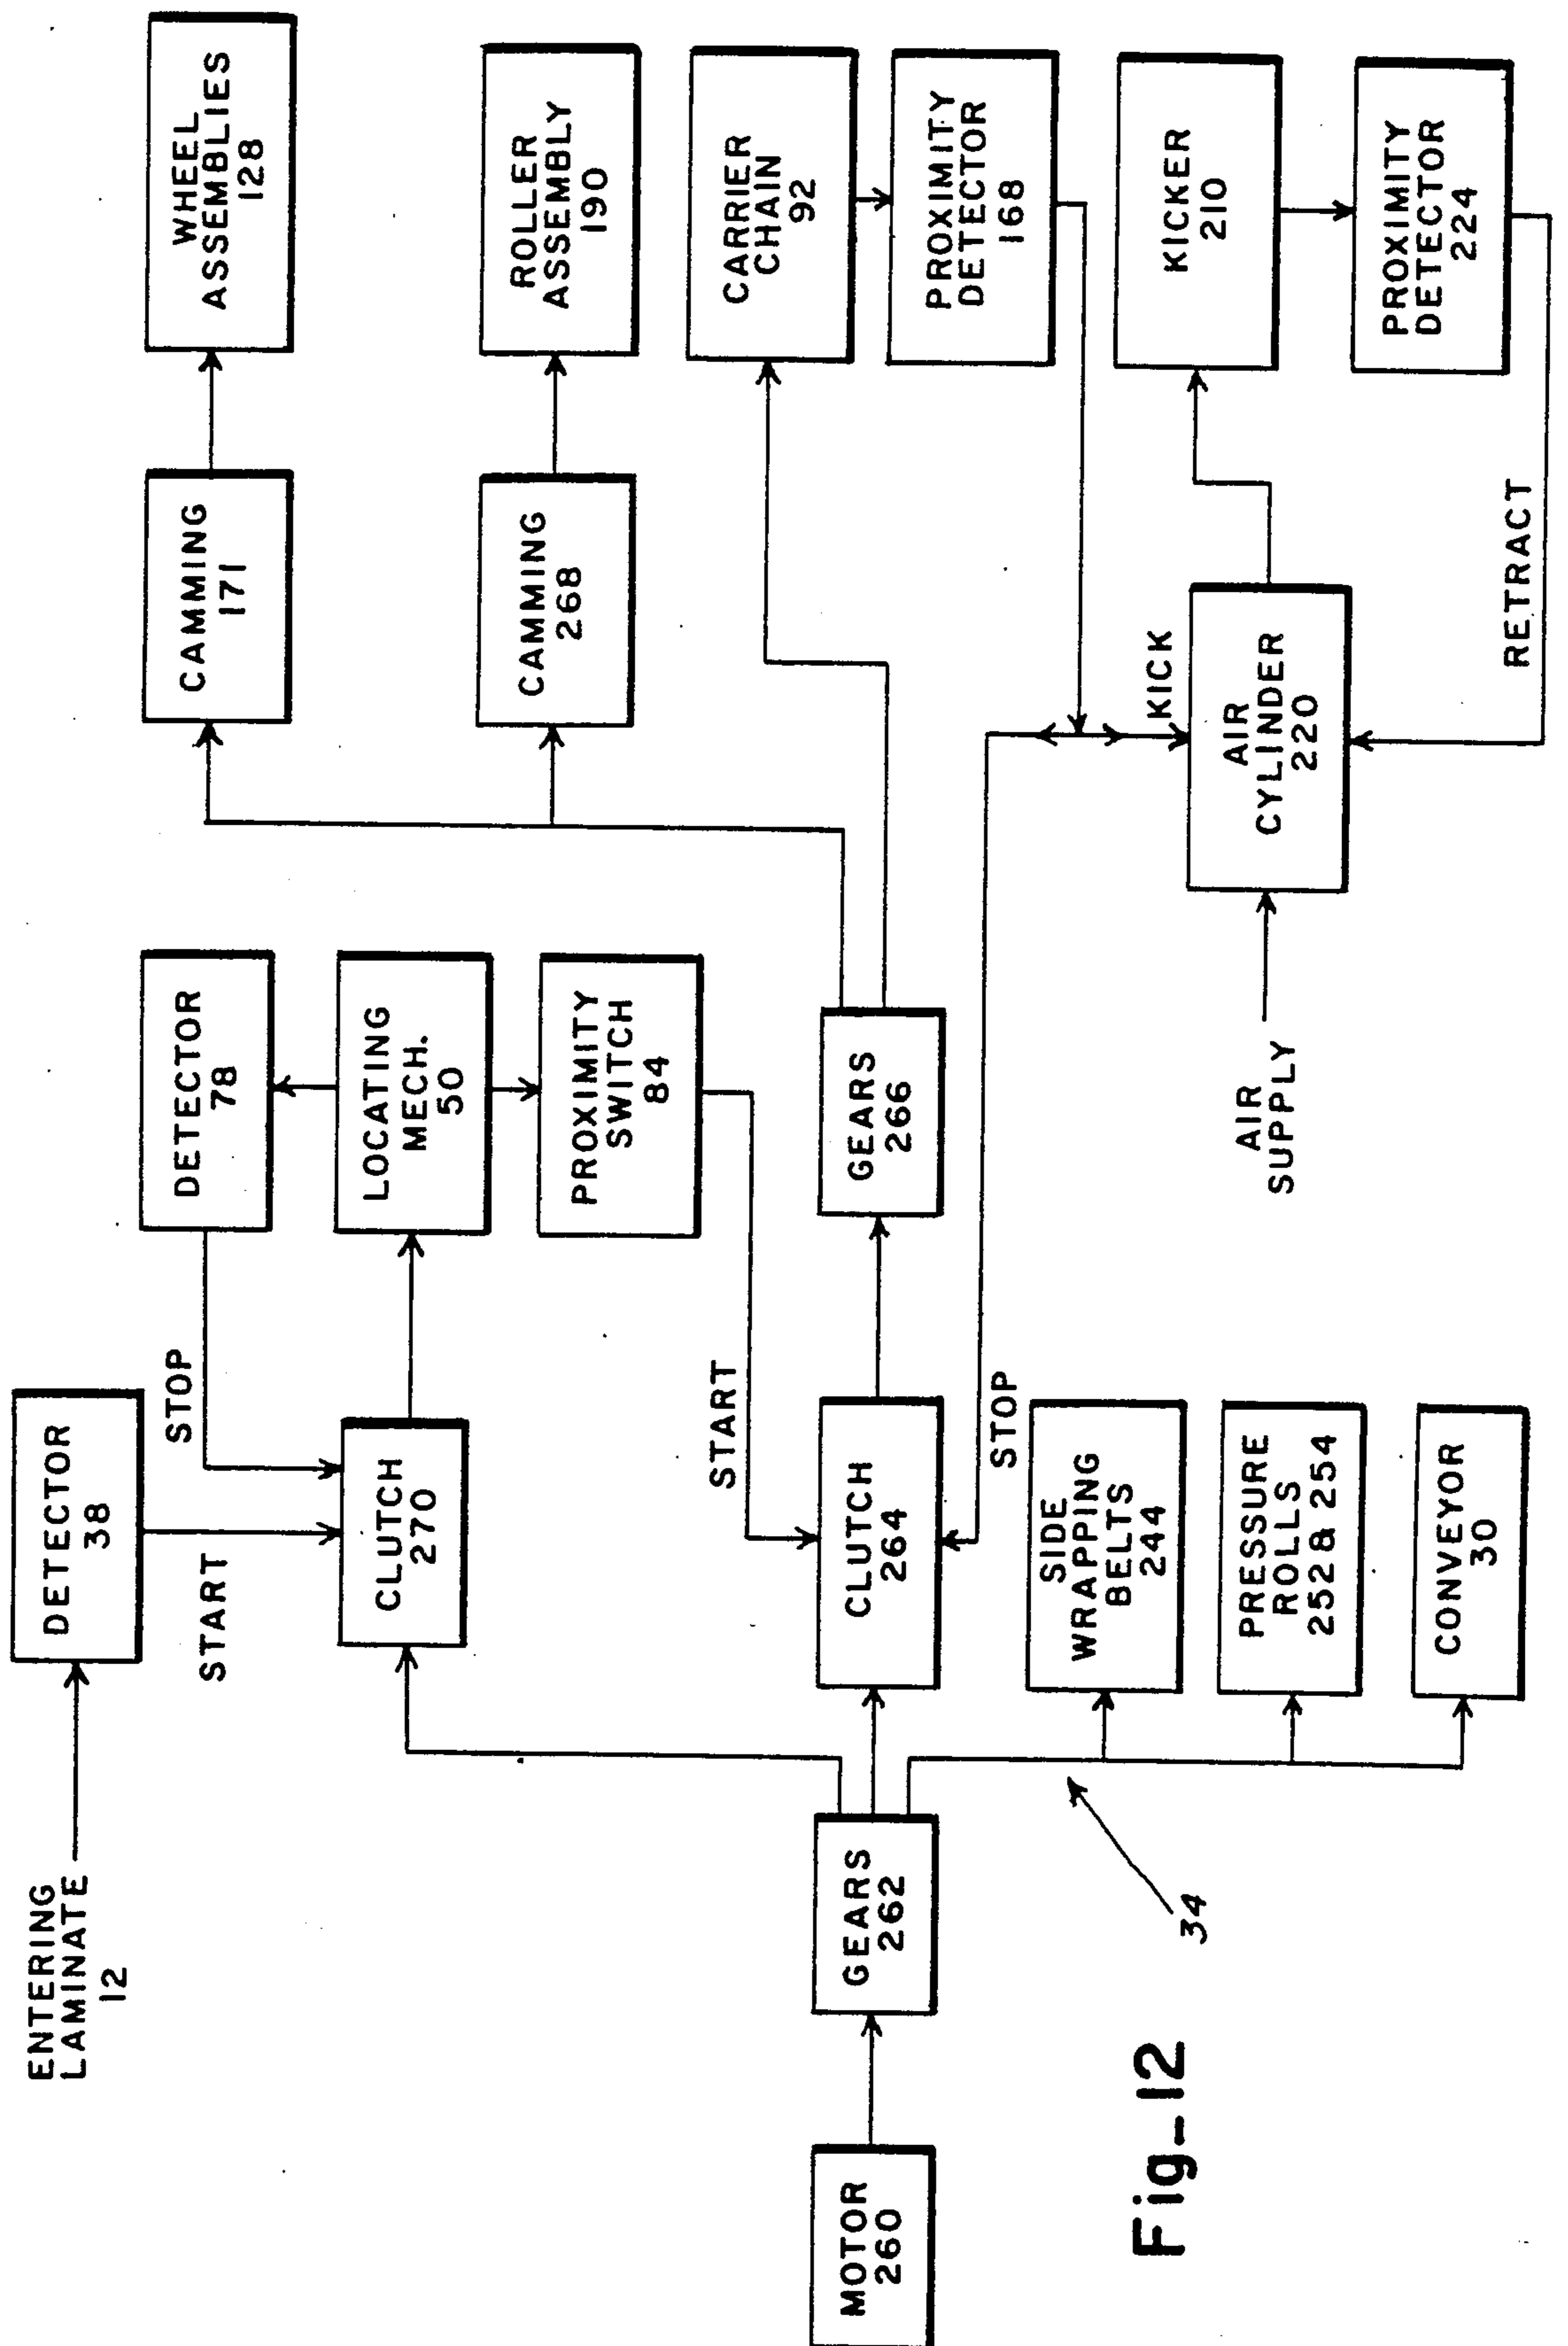 ENTERING
LAMINATE
12
DETECTOR
38
START
STOP
DETECTOR
78
CAMMING
171
WHEEL
ASSEMBLIES
128
CLUTCH
270
LOCATING
MECH.
50
CAMMING
268
ROLLER
ASSEMBLY
190
PROXIMITY
SWITCH
84
START
CARRIER
CHAIN
92
MOTOR
260
GEARS
262
CLUTCH
264
GEARS
266
PROXIMITY
DETECTOR
168
STOP
34
SIDE
WRAPPING
BELTS
244
KICK
KICKER
210
AIR
SUPPLY
AIR
CYLINDER
220
PRESSURE
ROLLS
252 & 254
PROXIMITY
DETECTOR
224
CONVEYOR
30
RETRACT
Fig-12